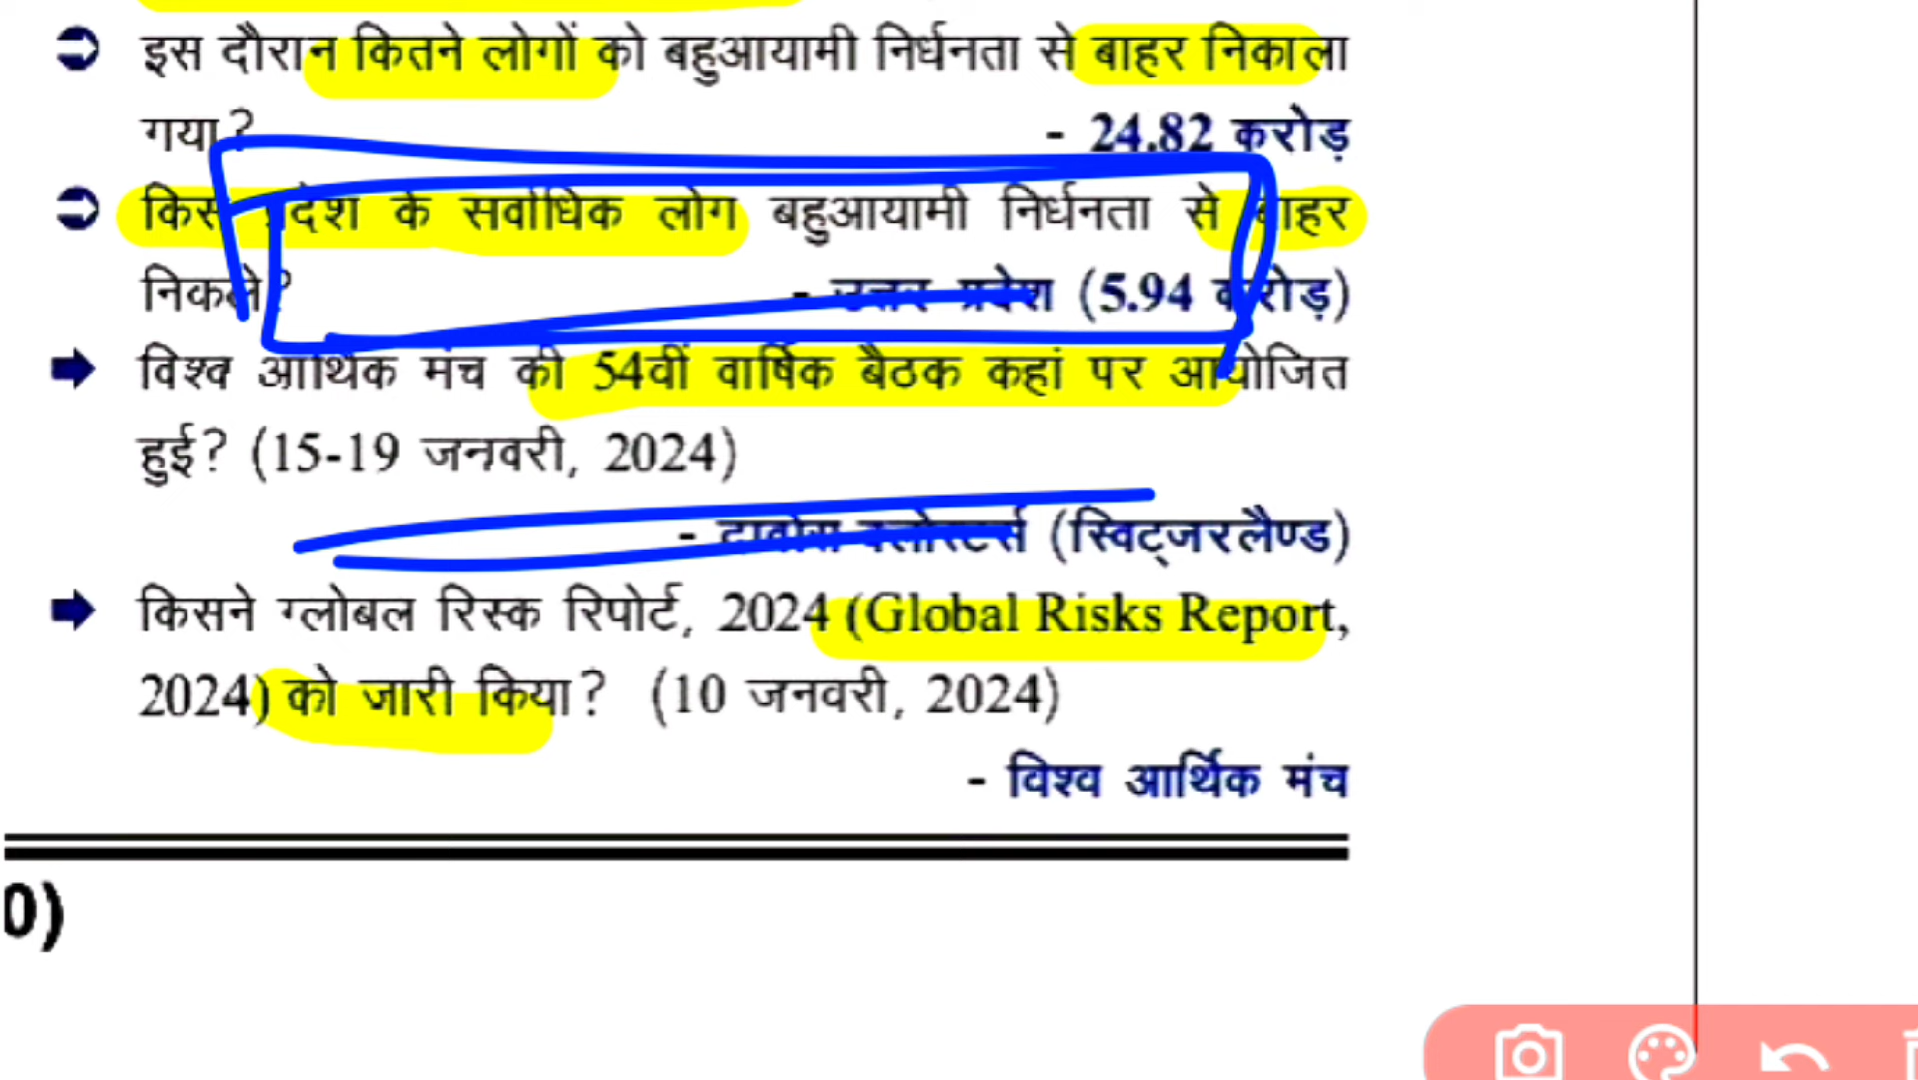 इस दौरान कितने लोगों को बहुआयामी निर्धनता से बाहर निकाला
गया? - 24.82 करोड़
किस प्रदेश के सर्वाधिक लोग बहुआयामी निर्धनता से बाहर
निकले? - उत्तर प्रदेश (5.94 करोड़)
विश्व आर्थिक मंच की 54वीं वार्षिक बैठक कहां पर आयोजित
हुई? (15-19 जनवरी, 2024)
- दावोस क्लोस्टर्स (स्विट्जरलैण्ड)
किसने ग्लोबल रिस्क रिपोर्ट, 2024 (Global Risks Report,
2024) को जारी किया? (10 जनवरी, 2024)
- विश्व आर्थिक मंच
0)